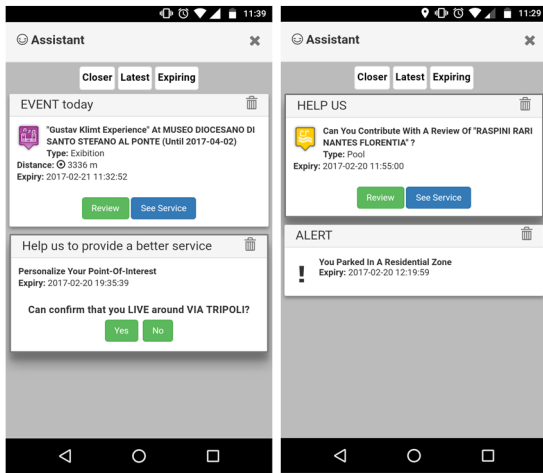 11:39
Assistant
Closer Latest Expiring
EVENT today
"Gustav Klimt Experience" At MUSEO DIOCESANO DI
SANTO STEFANO AL PONTE (Until 2017-04-02)
Type: Exibition
Distance: 3336 m
Expiry: 2017-02-21 11:32:52
Review See Service
Help us to provide a better service
Personalize Your Point-Of-Interest
Expiry: 2017-02-20 19:35:39
Can confirm that you LIVE around VIA TRIPOLI?
Yes No
11:29
Assistant
Closer Latest Expiring
HELP US
Can You Contribute With A Review Of "RASPINI RARI
NANTES FLORENTIA" ?
Type: Pool
Expiry: 2017-02-20 11:55:00
Review See Service
ALERT
! You Parked In A Residential Zone
Expiry: 2017-02-20 12:19:59